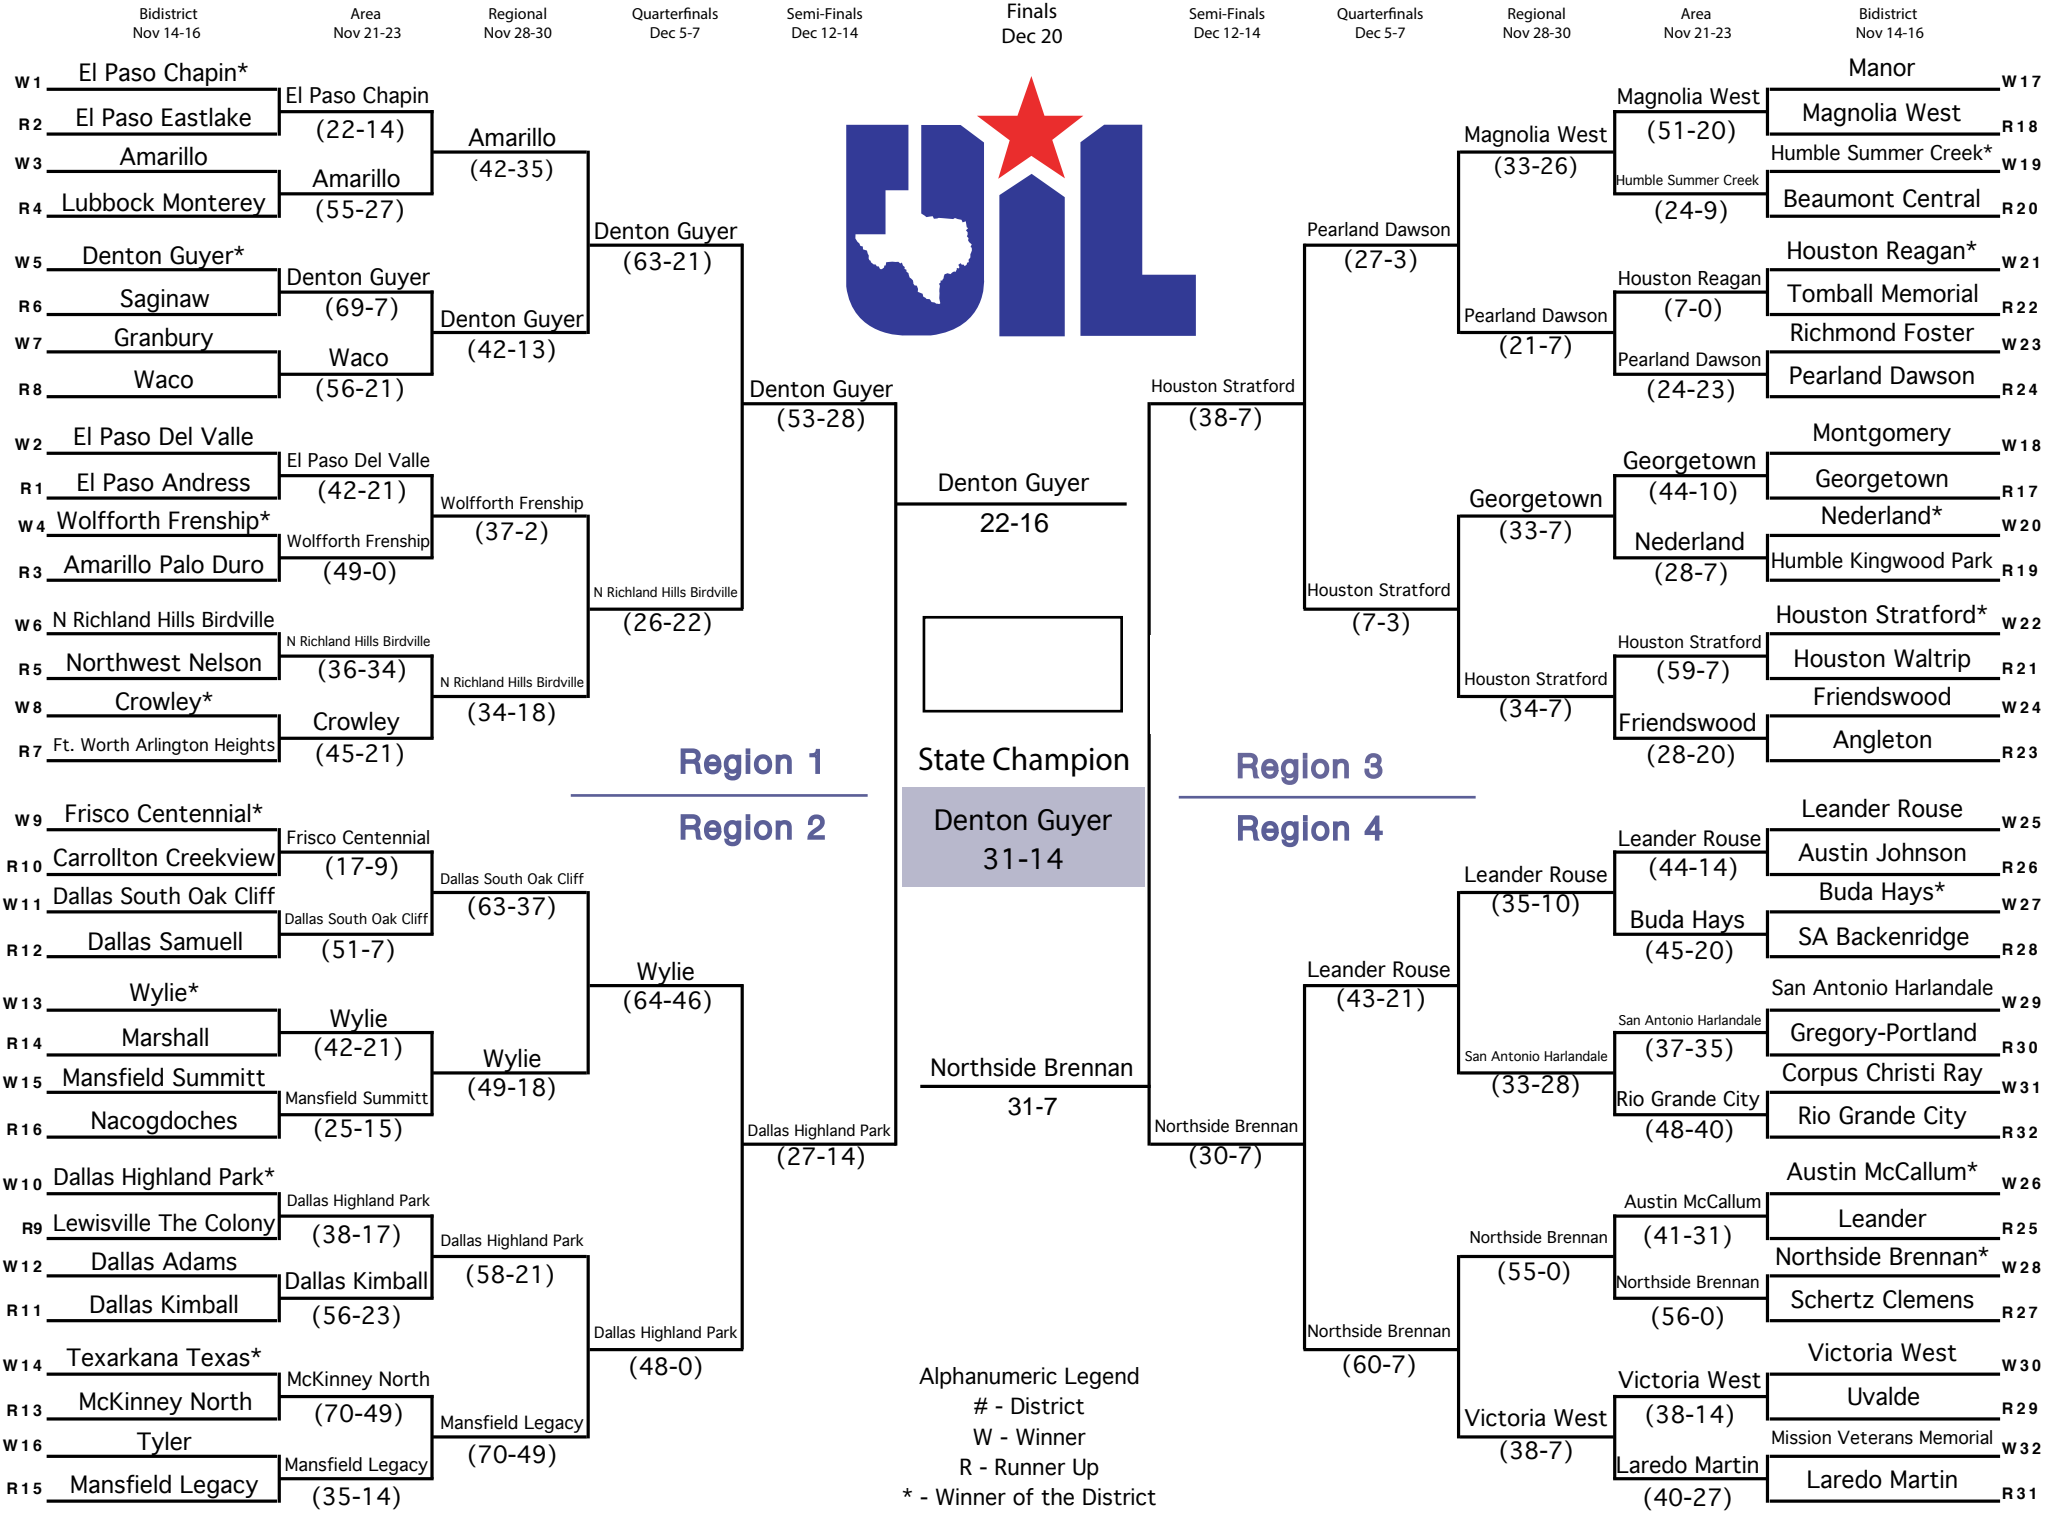 Bidistrict
Nov 14-16
Area
Nov 21-23
Regional
Nov 28-30
Quarterfinals
Dec 5-7
Semi-Finals
Dec 12-14
Finals
Dec 20
Semi-Finals
Dec 12-14
Quarterfinals
Dec 5-7
Regional
Nov 28-30
Area
Nov 21-23
Bidistrict
Nov 14-16
W1 El Paso Chapin*
R2 El Paso Eastlake
W3 Amarillo
R4 Lubbock Monterey
W5 Denton Guyer*
R6 Saginaw
W7 Granbury
R8 Waco
W2 El Paso Del Valle
R1 El Paso Andress
W4 Wolfforth Frenship*
R3 Amarillo Palo Duro
W6 N Richland Hills Birdville
R5 Northwest Nelson
W8 Crowley*
R7 Ft. Worth Arlington Heights
W9 Frisco Centennial*
R10 Carrollton Creekview
W11 Dallas South Oak Cliff
R12 Dallas Samuell
W13 Wylie*
R14 Marshall
W15 Mansfield Summitt
R16 Nacogdoches
W10 Dallas Highland Park*
R9 Lewisville The Colony
W12 Dallas Adams
R11 Dallas Kimball
W14 Texarkana Texas*
R13 McKinney North
W16 Tyler
R15 Mansfield Legacy
El Paso Chapin
(22-14)
Amarillo
(55-27)
Denton Guyer
(69-7)
Waco
(56-21)
El Paso Del Valle
(42-21)
Wolfforth Frenship
(49-0)
N Richland Hills Birdville
(36-34)
Crowley
(45-21)
Frisco Centennial
(17-9)
Dallas South Oak Cliff
(51-7)
Wylie
(42-21)
Mansfield Summitt
(25-15)
Dallas Highland Park
(38-17)
Dallas Kimball
(56-23)
McKinney North
(70-49)
Mansfield Legacy
(35-14)
Amarillo
(42-35)
Denton Guyer
(42-13)
Wolfforth Frenship
(37-2)
N Richland Hills Birdville
(34-18)
Dallas South Oak Cliff
(63-37)
Wylie
(49-18)
Dallas Highland Park
(58-21)
Mansfield Legacy
(70-49)
Denton Guyer
(63-21)
N Richland Hills Birdville
(26-22)
Wylie
(64-46)
Dallas Highland Park
(48-0)
Denton Guyer
(53-28)
Dallas Highland Park
(27-14)
Region 1
Region 2
UIL
Denton Guyer
22-16
State Champion
Denton Guyer
31-14
Northside Brennan
31-7
Alphanumeric Legend
# - District
W - Winner
R - Runner Up
* - Winner of the District
Region 3
Region 4
Houston Stratford
(38-7)
Northside Brennan
(30-7)
Pearland Dawson
(27-3)
Houston Stratford
(7-3)
Leander Rouse
(43-21)
Northside Brennan
(60-7)
Magnolia West
(33-26)
Pearland Dawson
(21-7)
Georgetown
(33-7)
Houston Stratford
(34-7)
Leander Rouse
(35-10)
San Antonio Harlandale
(33-28)
Northside Brennan
(55-0)
Victoria West
(38-7)
Magnolia West
(51-20)
Humble Summer Creek
(24-9)
Houston Reagan
(7-0)
Pearland Dawson
(24-23)
Georgetown
(44-10)
Nederland
(28-7)
Houston Stratford
(59-7)
Friendswood
(28-20)
Leander Rouse
(44-14)
Buda Hays
(45-20)
San Antonio Harlandale
(37-35)
Rio Grande City
(48-40)
Austin McCallum
(41-31)
Northside Brennan
(56-0)
Victoria West
(38-14)
Laredo Martin
(40-27)
Manor W17
Magnolia West R18
Humble Summer Creek* W19
Beaumont Central R20
Houston Reagan* W21
Tomball Memorial R22
Richmond Foster W23
Pearland Dawson R24
Montgomery W18
Georgetown R17
Nederland* W20
Humble Kingwood Park R19
Houston Stratford* W22
Houston Waltrip R21
Friendswood W24
Angleton R23
Leander Rouse W25
Austin Johnson R26
Buda Hays* W27
SA Backenridge R28
San Antonio Harlandale W29
Gregory-Portland R30
Corpus Christi Ray W31
Rio Grande City R32
Austin McCallum* W26
Leander R25
Northside Brennan* W28
Schertz Clemens R27
Victoria West W30
Uvalde R29
Mission Veterans Memorial W32
Laredo Martin R31